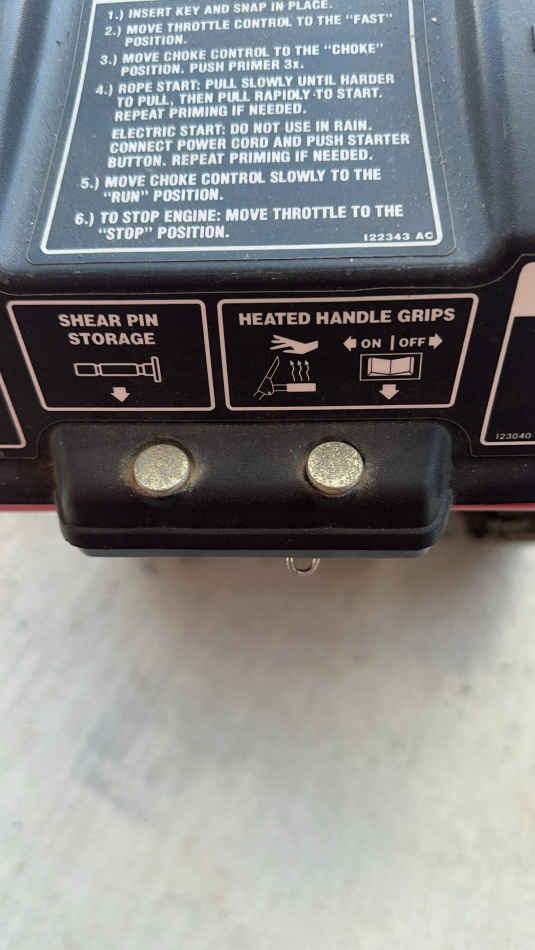 1.) INSERT KEY AND SNAP IN PLACE.
2.) MOVE THROTTLE CONTROL TO THE "FAST"
POSITION.
3.) MOVE CHOKE CONTROL TO THE "CHOKE"
POSITION. PUSH PRIMER 3x.
4.) ROPE START: PULL SLOWLY UNTIL HARDER
TO PULL, THEN PULL RAPIDLY TO START.
REPEAT PRIMING IF NEEDED.
ELECTRIC START: DO NOT USE IN RAIN.
CONNECT POWER CORD AND PUSH STARTER
BUTTON. REPEAT PRIMING IF NEEDED.
5.) MOVE CHOKE CONTROL SLOWLY TO THE
"RUN" POSITION.
6.) TO STOP ENGINE: MOVE THROTTLE TO THE
"STOP" POSITION.
122343 AC
SHEAR PIN
STORAGE
HEATED HANDLE GRIPS
ON | OFF
123040